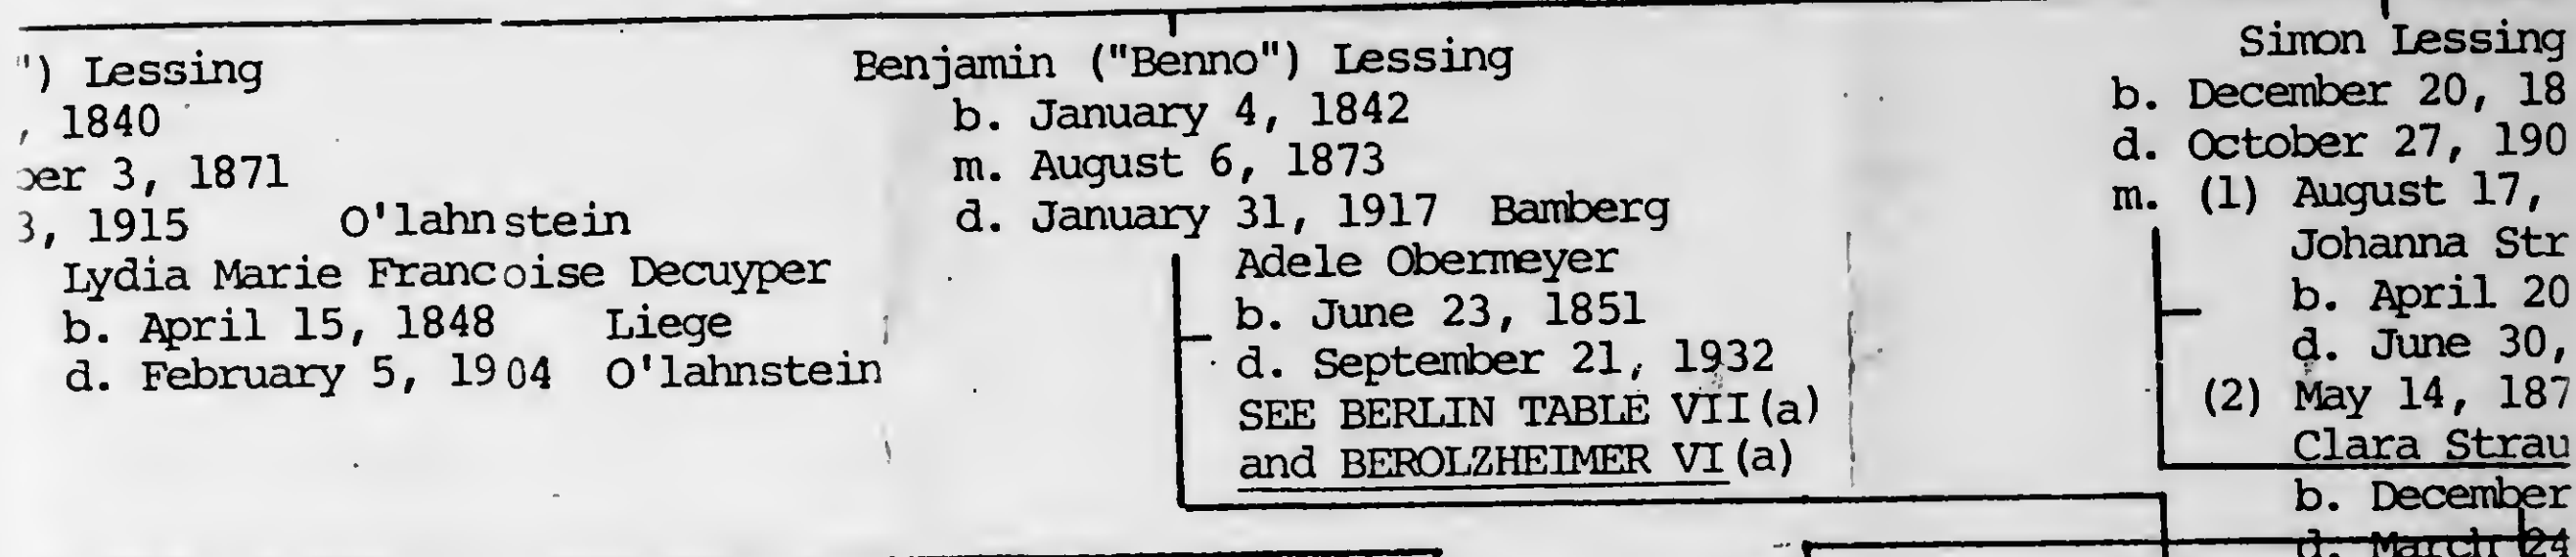 ") Lessing
, 1840
er 3, 1871
3, 1915 O'lahnstein
Lydia Marie Francoise Decuyper
b. April 15, 1848 Liege
d. February 5, 1904 O'lahnstein
Benjamin ("Benno") Lessing
b. January 4, 1842
m. August 6, 1873
d. January 31, 1917 Bamberg
Adele Obermeyer
b. June 23, 1851
d. September 21, 1932
SEE BERLIN TABLE VII(a)
and BEROLZHEIMER VI(a)
Simon Lessing
b. December 20, 18
d. October 27, 190
m. (1) August 17,
Johanna Str
b. April 20
d. June 30,
(2) May 14, 187
Clara Strau
b. December
d. March 24